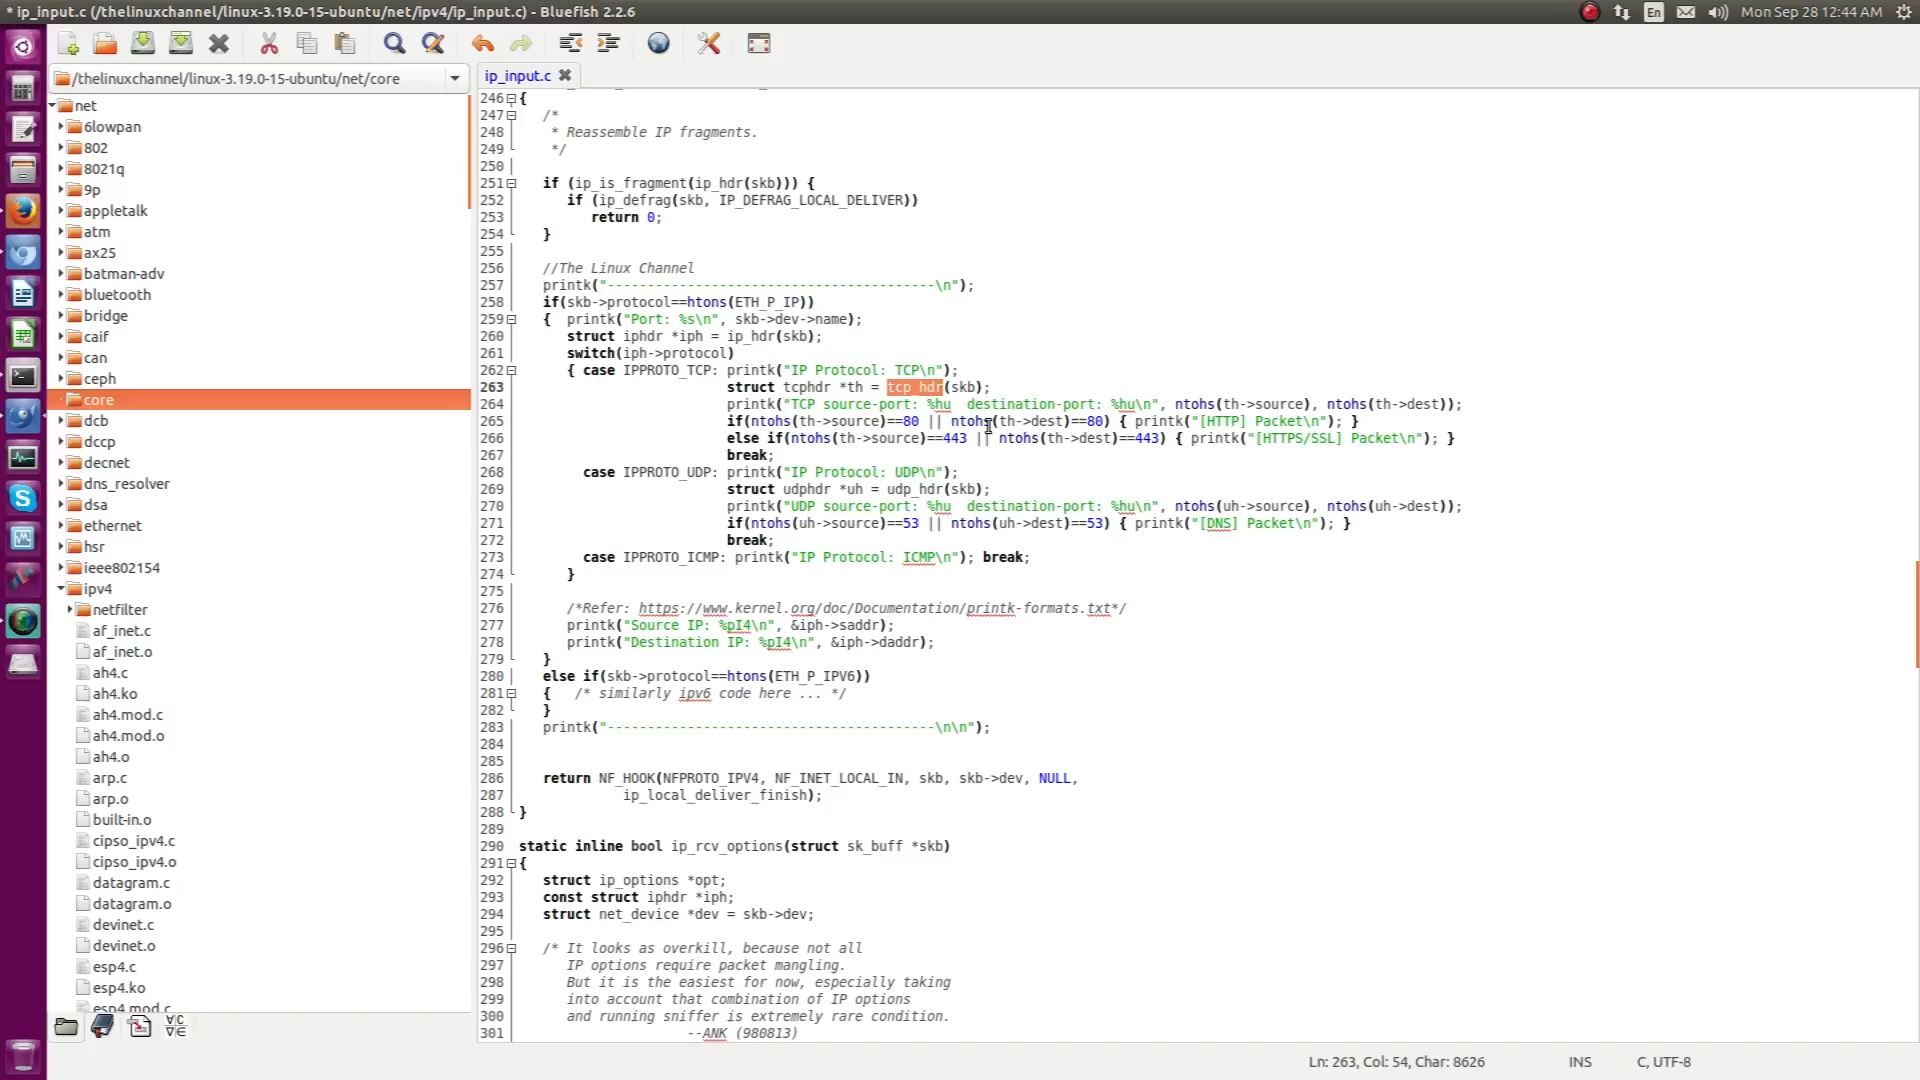 * ip_input.c (/thelinuxchannel/linux-3.19.0-15-ubuntu/net/ipv4/ip_input.c) - Bluefish 2.2.6
En
Mon Sep 28 12:44 AM
/thelinuxchannel/linux-3.19.0-15-ubuntu/net/core
net
6lowpan
802
8021q
9p
appletalk
atm
ax25
batman-adv
bluetooth
bridge
caif
can
ceph
core
dcb
dccp
decnet
dns_resolver
dsa
ethernet
hsr
ieee802154
ipv4
netfilter
af_inet.c
af_inet.o
ah4.c
ah4.ko
ah4.mod.c
ah4.mod.o
ah4.o
arp.c
arp.o
built-in.o
cipso_ipv4.c
cipso_ipv4.o
datagram.c
datagram.o
devinet.c
devinet.o
esp4.c
esp4.ko
esp4.mod.c
ip_input.c
246 {
247 /*
248 * Reassemble IP fragments.
249 */
250
251 if (ip_is_fragment(ip_hdr(skb))) {
252 if (ip_defrag(skb, IP_DEFRAG_LOCAL_DELIVER))
253 return 0;
254 }
255
256 //The Linux Channel
257 printk("-----------------------------------------\n");
258 if(skb->protocol==htons(ETH_P_IP))
259 { printk("Port: %s\n", skb->dev->name);
260 struct iphdr *iph = ip_hdr(skb);
261 switch(iph->protocol)
262 { case IPPROTO_TCP: printk("IP Protocol: TCP\n");
263 struct tcphdr *th = tcp_hdr(skb);
264 printk("TCP source-port: %hu  destination-port: %hu\n", ntohs(th->source), ntohs(th->dest));
265 if(ntohs(th->source)==80 || ntohs(th->dest)==80) { printk("[HTTP] Packet\n"); }
266 else if(ntohs(th->source)==443 || ntohs(th->dest)==443) { printk("[HTTPS/SSL] Packet\n"); }
267 break;
268 case IPPROTO_UDP: printk("IP Protocol: UDP\n");
269 struct udphdr *uh = udp_hdr(skb);
270 printk("UDP source-port: %hu  destination-port: %hu\n", ntohs(uh->source), ntohs(uh->dest));
271 if(ntohs(uh->source)==53 || ntohs(uh->dest)==53) { printk("[DNS] Packet\n"); }
272 break;
273 case IPPROTO_ICMP: printk("IP Protocol: ICMP\n"); break;
274 }
275
276 /*Refer: https://www.kernel.org/doc/Documentation/printk-formats.txt*/
277 printk("Source IP: %pI4\n", &iph->saddr);
278 printk("Destination IP: %pI4\n", &iph->daddr);
279 }
280 else if(skb->protocol==htons(ETH_P_IPV6))
281 { /* similarly ipv6 code here ... */
282 }
283 printk("-----------------------------------------\n\n");
284
285
286 return NF_HOOK(NFPROTO_IPV4, NF_INET_LOCAL_IN, skb, skb->dev, NULL,
287 ip_local_deliver_finish);
288 }
289
290 static inline bool ip_rcv_options(struct sk_buff *skb)
291 {
292 struct ip_options *opt;
293 const struct iphdr *iph;
294 struct net_device *dev = skb->dev;
295
296 /* It looks as overkill, because not all
297 IP options require packet mangling.
298 But it is the easiest for now, especially taking
299 into account that combination of IP options
300 and running sniffer is extremely rare condition.
301 --ANK (980813)
Ln: 263, Col: 54, Char: 8626
INS
C, UTF-8